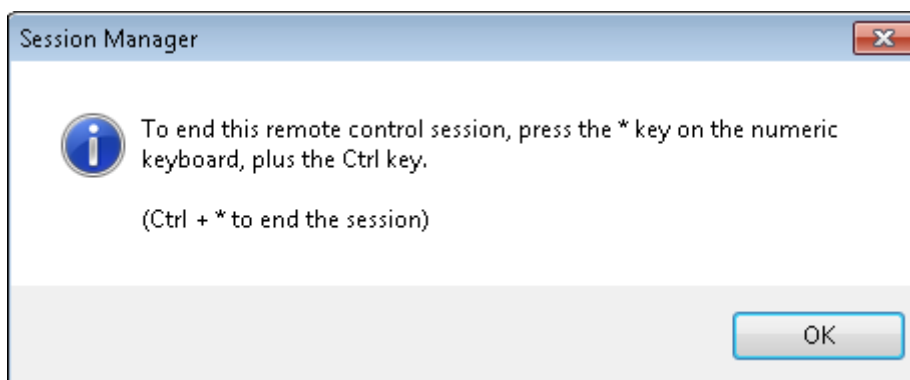 Session Manager
To end this remote control session, press the * key on the numeric
keyboard, plus the Ctrl key.
(Ctrl + * to end the session)
OK